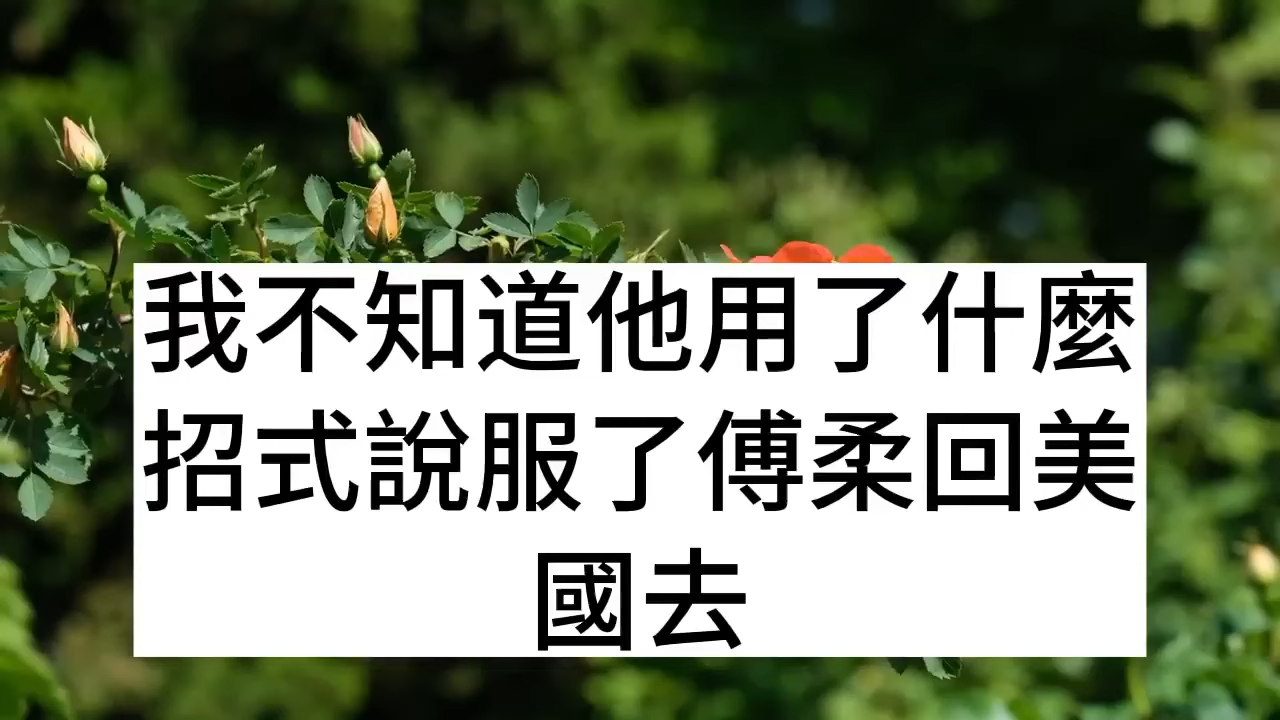 我不知道他用了什麼
招式說服了傅柔回美
國去